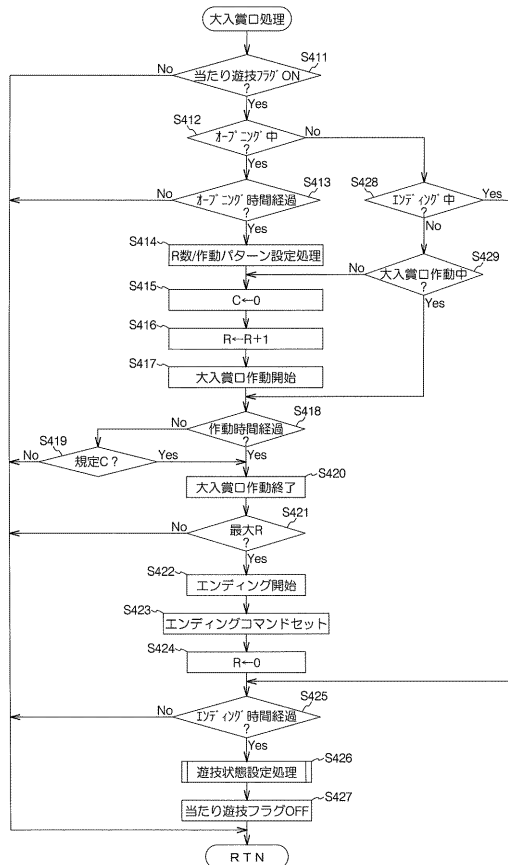 大入賞口処理
S411
当たり遊技フラグON
?
No
Yes
S412
オープニング中
?
No
Yes
S413
オープニング時間経過
?
No
Yes
S428
エンディング中
?
Yes
No
S414
R数/作動パターン設定処理
S429
大入賞口作動中
?
No
Yes
S415
C←0
S416
R←R+1
S417
大入賞口作動開始
S418
作動時間経過
?
No
Yes
S419
規定C?
No
Yes
S420
大入賞口作動終了
S421
最大R
?
No
Yes
S422
エンディング開始
S423
エンディングコマンドセット
S424
R←0
S425
エンディング時間経過
?
No
Yes
S426
遊技状態設定処理
S427
当たり遊技フラグOFF
RTN